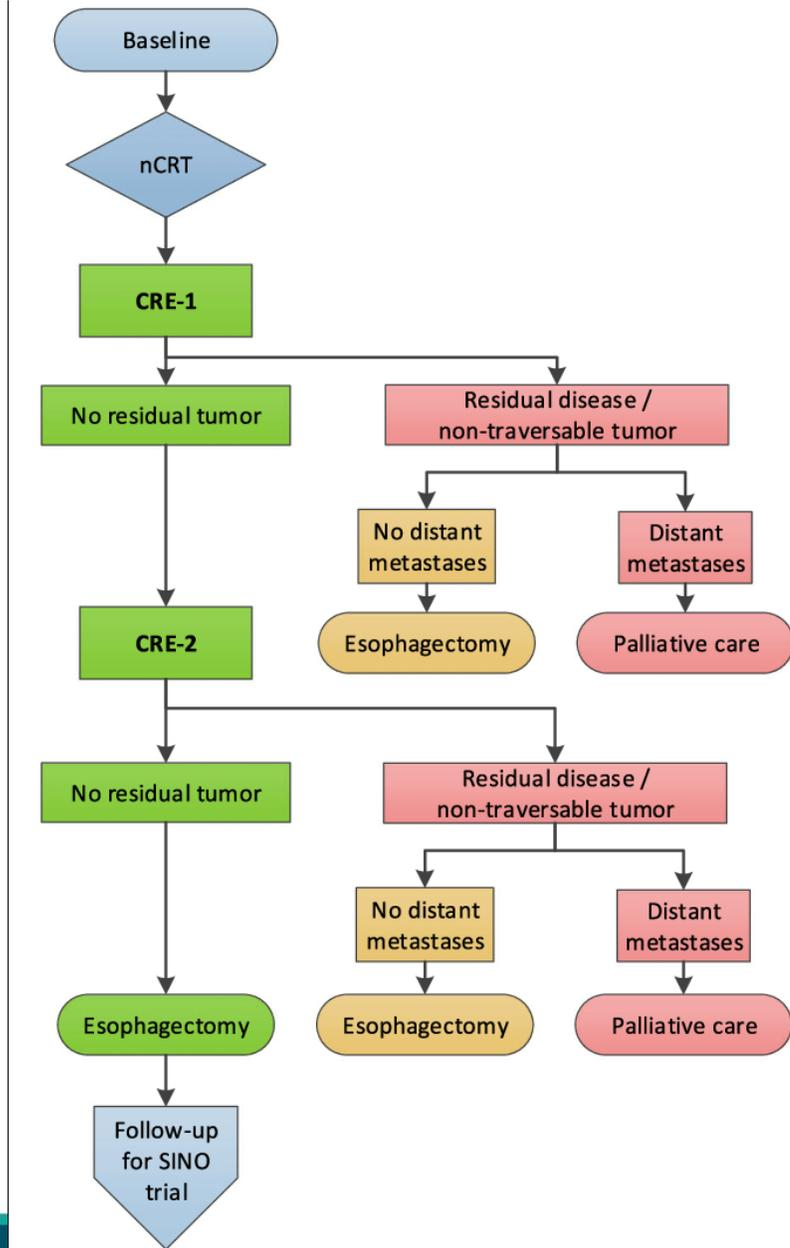 Baseline
nCRT
CRE-1
No residual tumor
Residual disease /
non-traversable tumor
No distant
metastases
Distant
metastases
Esophagectomy
Palliative care
CRE-2
No residual tumor
Residual disease /
non-traversable tumor
No distant
metastases
Distant
metastases
Esophagectomy
Esophagectomy
Palliative care
Follow-up
for SINO
trial